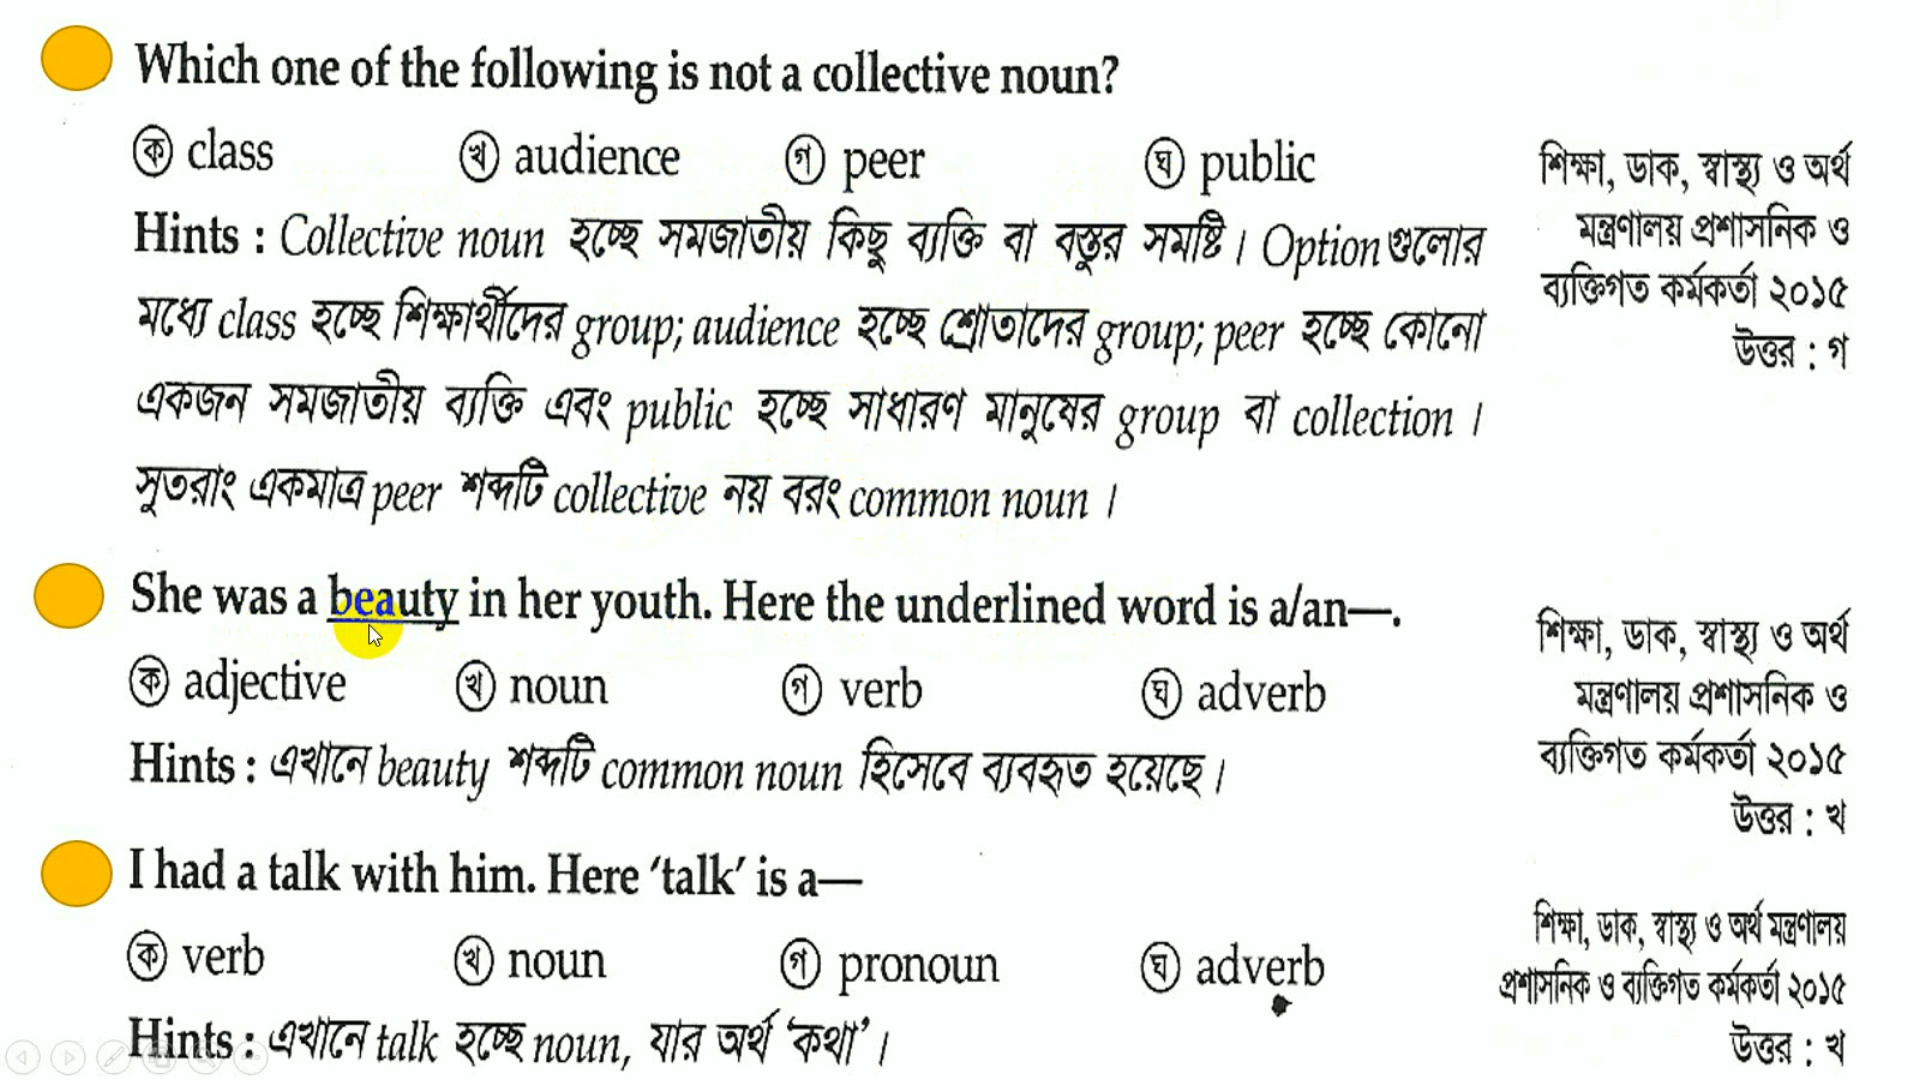 Which one of the following is not a collective noun?
ক class খ audience গ peer ঘ public
শিক্ষা, ডাক, স্বাস্থ্য ও অর্থ
মন্ত্রণালয় প্রশাসনিক ও
ব্যক্তিগত কর্মকর্তা ২০১৫
উত্তর : গ
Hints : Collective noun হচ্ছে সমজাতীয় কিছু ব্যক্তি বা বস্তুর সমষ্টি। Optionগুলোর
মধ্যে class হচ্ছে শিক্ষার্থীদের group; audience হচ্ছে শ্রোতাদের group; peer হচ্ছে কোনো
একজন সমজাতীয় ব্যক্তি এবং public হচ্ছে সাধারণ মানুষের group বা collection ।
সুতরাং একমাত্র peer শব্দটি collective নয় বরং common noun ।
She was a beauty in her youth. Here the underlined word is a/an—.
ক adjective খ noun গ verb ঘ adverb
শিক্ষা, ডাক, স্বাস্থ্য ও অর্থ
মন্ত্রণালয় প্রশাসনিক ও
ব্যক্তিগত কর্মকর্তা ২০১৫
উত্তর : খ
Hints : এখানে beauty শব্দটি common noun হিসেবে ব্যবহৃত হয়েছে।
I had a talk with him. Here ‘talk’ is a—
ক verb খ noun গ pronoun ঘ adverb
শিক্ষা, ডাক, স্বাস্থ্য ও অর্থ মন্ত্রণালয়
প্রশাসনিক ও ব্যক্তিগত কর্মকর্তা ২০১৫
উত্তর : খ
Hints : এখানে talk হচ্ছে noun, যার অর্থ ‘কথা’।